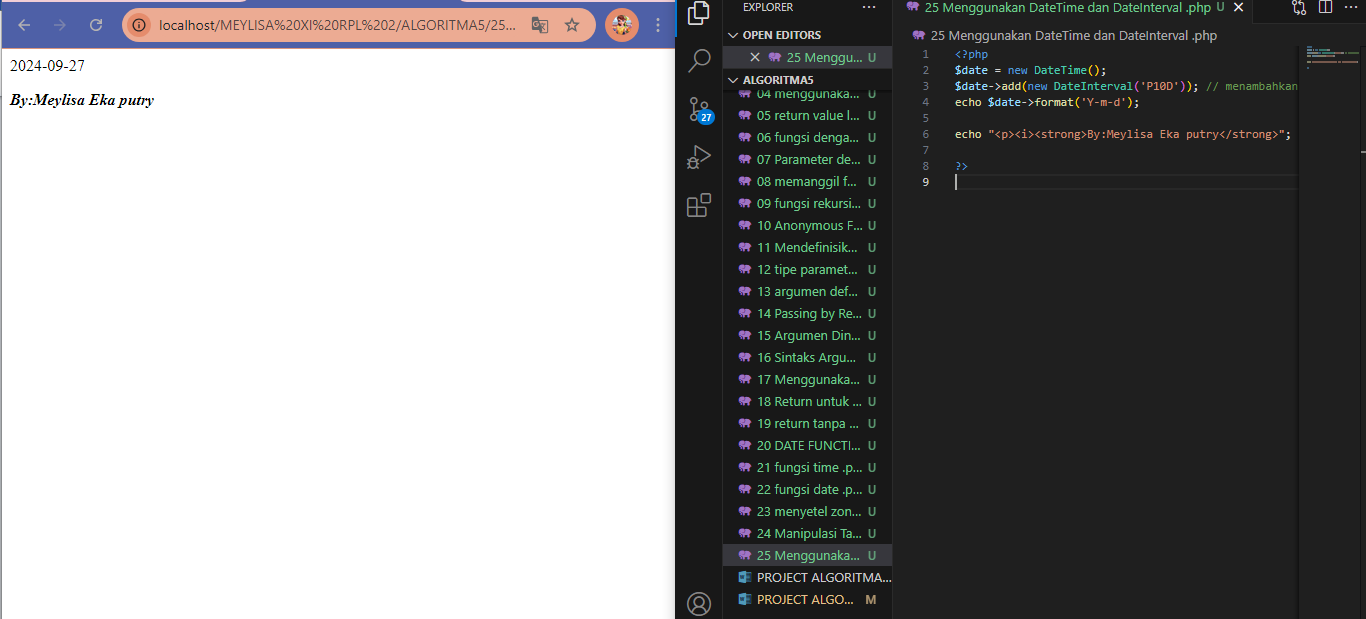 localhost/MEYLISA%20XI%20RPL%202/ALGORITMA5/25...
2024-09-27
By:Meylisa Eka putry
EXPLORER
OPEN EDITORS
25 Menggu... U
ALGORITMA5
04 menggunaka... U
05 return value l... U
06 fungsi denga... U
07 Parameter de... U
08 memanggil f... U
09 fungsi rekursi... U
10 Anonymous F... U
11 Mendefinisik... U
12 tipe paramet... U
13 argumen def... U
14 Passing by Re... U
15 Argumen Din... U
16 Sintaks Argu... U
17 Menggunaka... U
18 Return untuk ... U
19 return tanpa ... U
20 DATE FUNCTI... U
21 fungsi time .p... U
22 fungsi date .p... U
23 menyetel zon... U
24 Manipulasi Ta... U
25 Menggunaka... U
PROJECT ALGORITMA...
PROJECT ALGO... M
27
25 Menggunakan DateTime dan DateInterval .php U
25 Menggunakan DateTime dan DateInterval .php
1 <?php
2 $date = new DateTime();
3 $date->add(new DateInterval('P10D')); // menambahkan
4 echo $date->format('Y-m-d');
5
6 echo "<p><i><strong>By:Meylisa Eka putry</strong>";
7
8 ?>
9